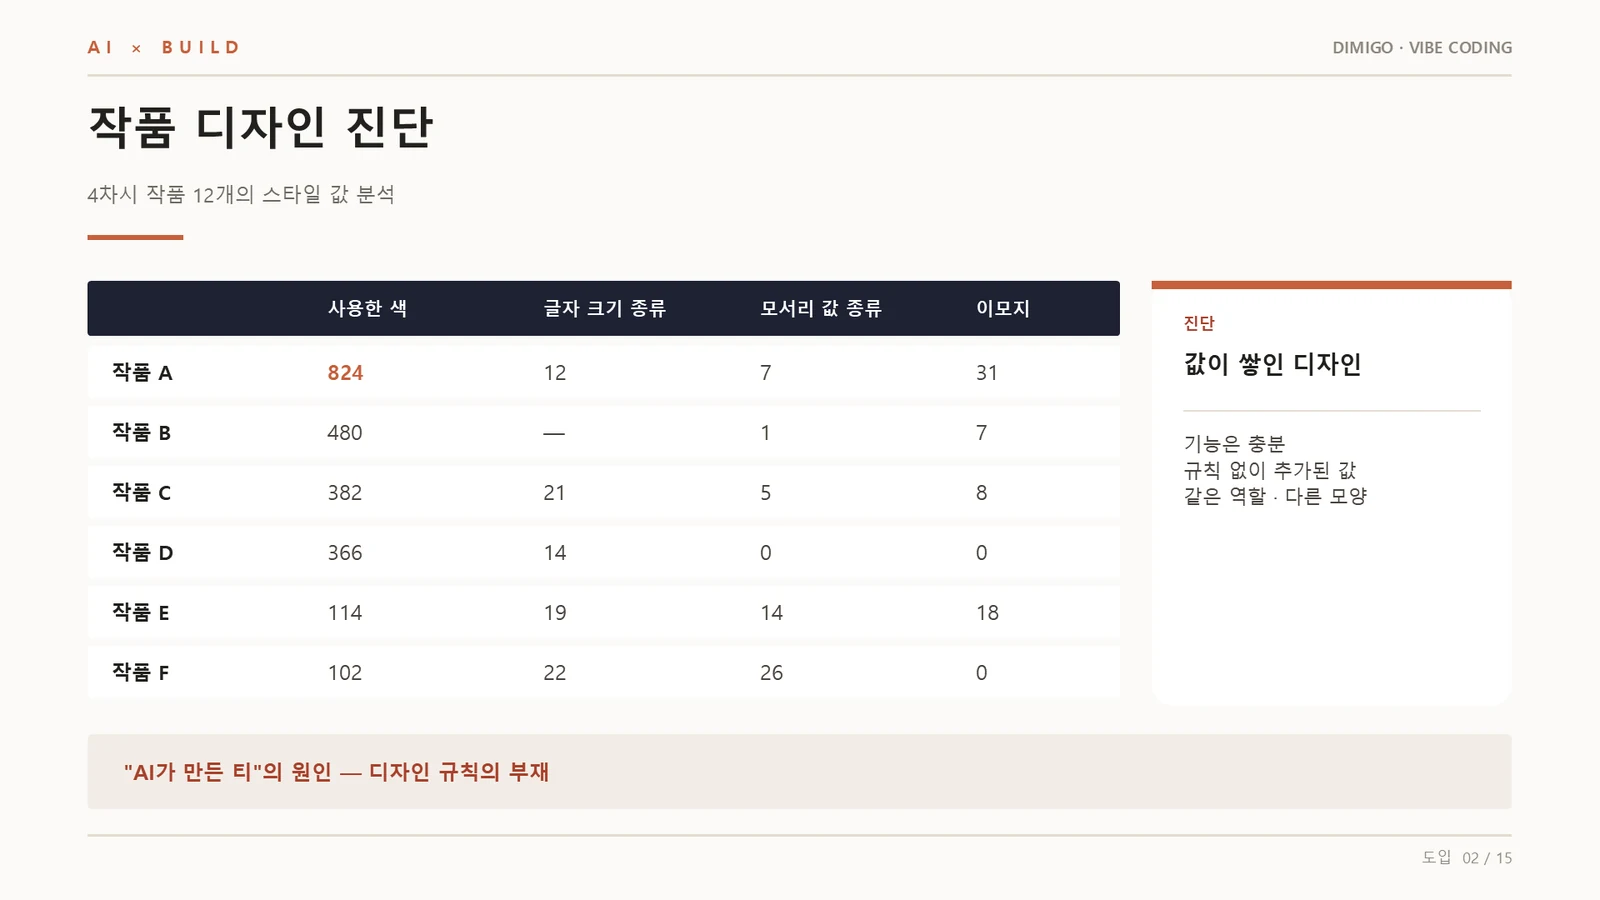 AI × BUILD
DIMIGO · VIBE CODING
작품 디자인 진단
4차시 작품 12개의 스타일 값 분석
사용한 색 글자 크기 종류 모서리 값 종류 이모지
작품 A 824 12 7 31
작품 B 480 — 1 7
작품 C 382 21 5 8
작품 D 366 14 0 0
작품 E 114 19 14 18
작품 F 102 22 26 0
진단
값이 쌓인 디자인
기능은 충분
규칙 없이 추가된 값
같은 역할 · 다른 모양
"AI가 만든 티"의 원인 — 디자인 규칙의 부재
도입 02 / 15